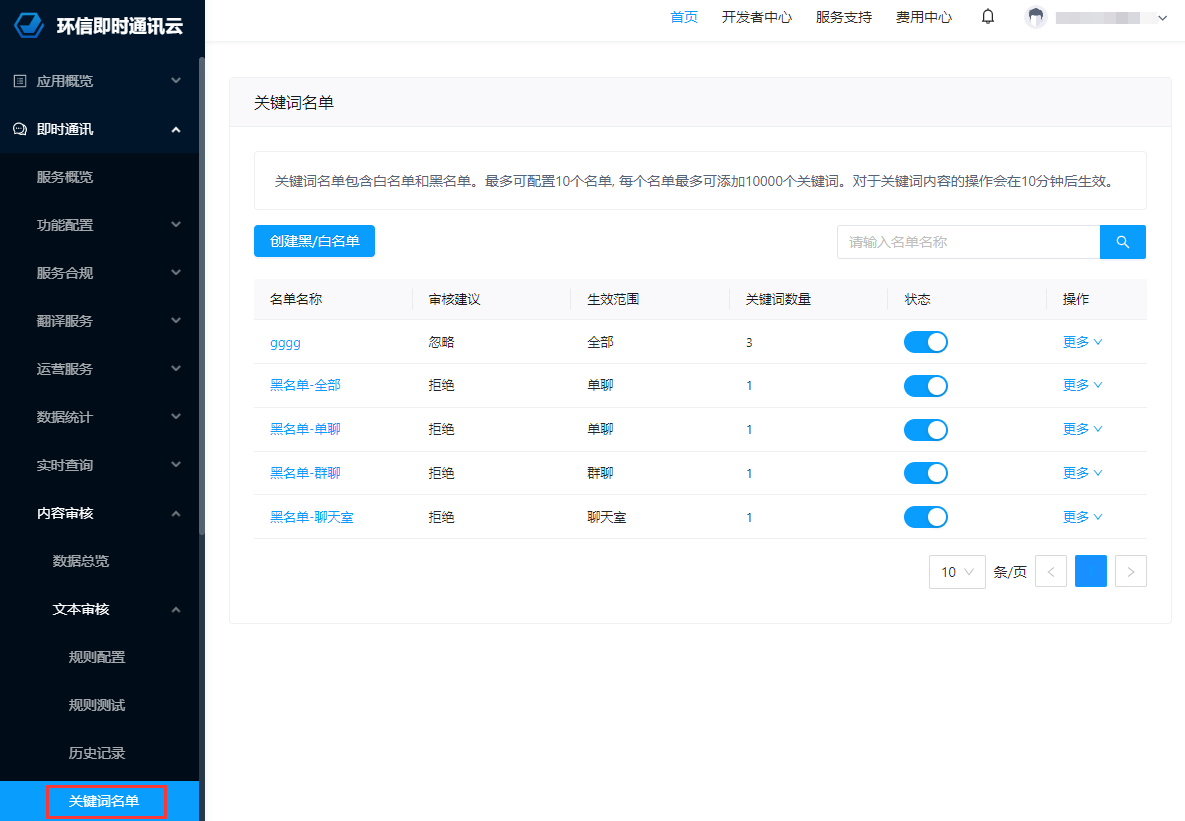 环信即时通讯云
首页 开发者中心 服务支持 费用中心
应用概览
即时通讯
服务概览
功能配置
服务合规
翻译服务
运营服务
数据统计
实时查询
内容审核
数据总览
文本审核
规则配置
规则测试
历史记录
关键词名单
关键词名单
关键词名单包含白名单和黑名单。最多可配置10个名单, 每个名单最多可添加10000个关键词。对于关键词内容的操作会在10分钟后生效。
创建黑/白名单 请输入名单名称
名单名称 审核建议 生效范围 关键词数量 状态 操作
gggg 忽略 全部 3 更多
黑名单-全部 拒绝 单聊 1 更多
黑名单-单聊 拒绝 单聊 1 更多
黑名单-群聊 拒绝 群聊 1 更多
黑名单-聊天室 拒绝 聊天室 1 更多
10 条/页 < >